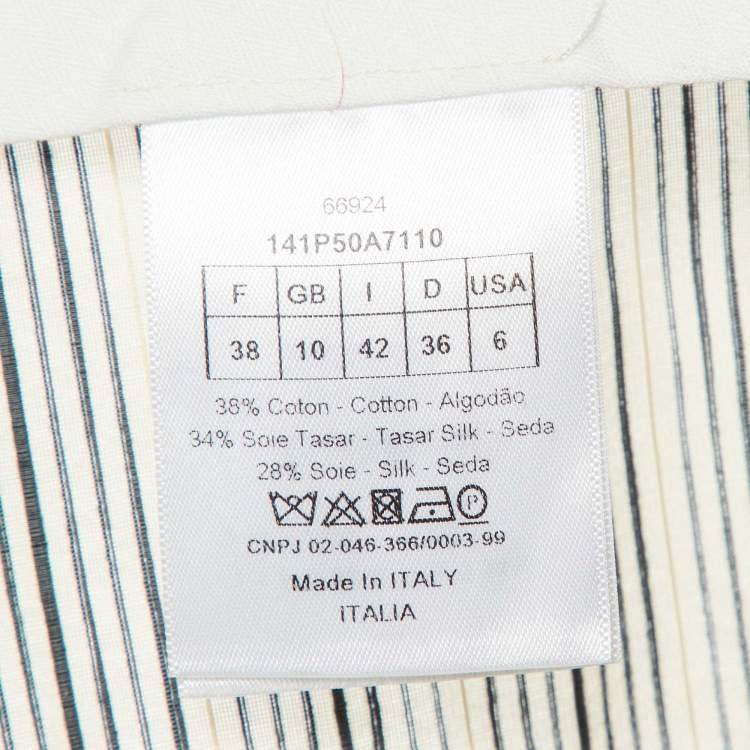 66924
141P50A7110
F GB I D USA
38 10 42 36 6
38% Coton - Cotton - Algodão
34% Soie Tasar - Tasar Silk - Seda
28% Soie - Silk - Seda
P
CNPJ 02-046-366/0003-99
Made In ITALY
ITALIA